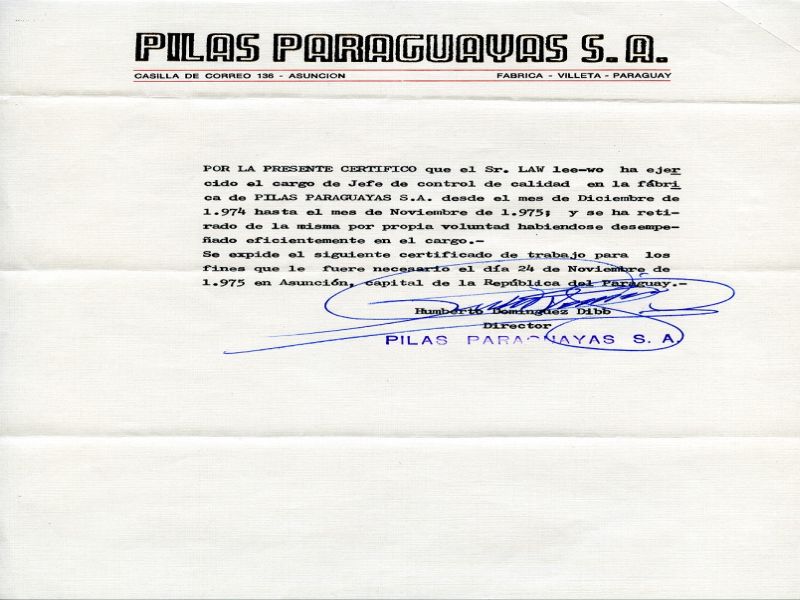 PILAS PARAGUAYAS S.A.
CASILLA DE CORREO 136 - ASUNCION FABRICA - VILLETA - PARAGUAY
POR LA PRESENTE CERTIFICO que el Sr. LAW lee-wo ha ejer
cido el cargo de Jefe de control de calidad en la fábri
ca de PILAS PARAGUAYAS S.A. desde el mes de Diciembre de
1.974 hasta el mes de Noviembre de 1.975; y se ha reti-
rado de la misma por propia voluntad habiendose desempe-
ñado eficientemente en el cargo.-
Se expide el siguiente certificado de trabajo para los
fines que le fuere necesario el día 24 de Noviembre de
1.975 en Asunción, capital de la República del Paraguay.-
Humberto Dominguez Dibb
Director
PILAS PARAGUAYAS S. A.